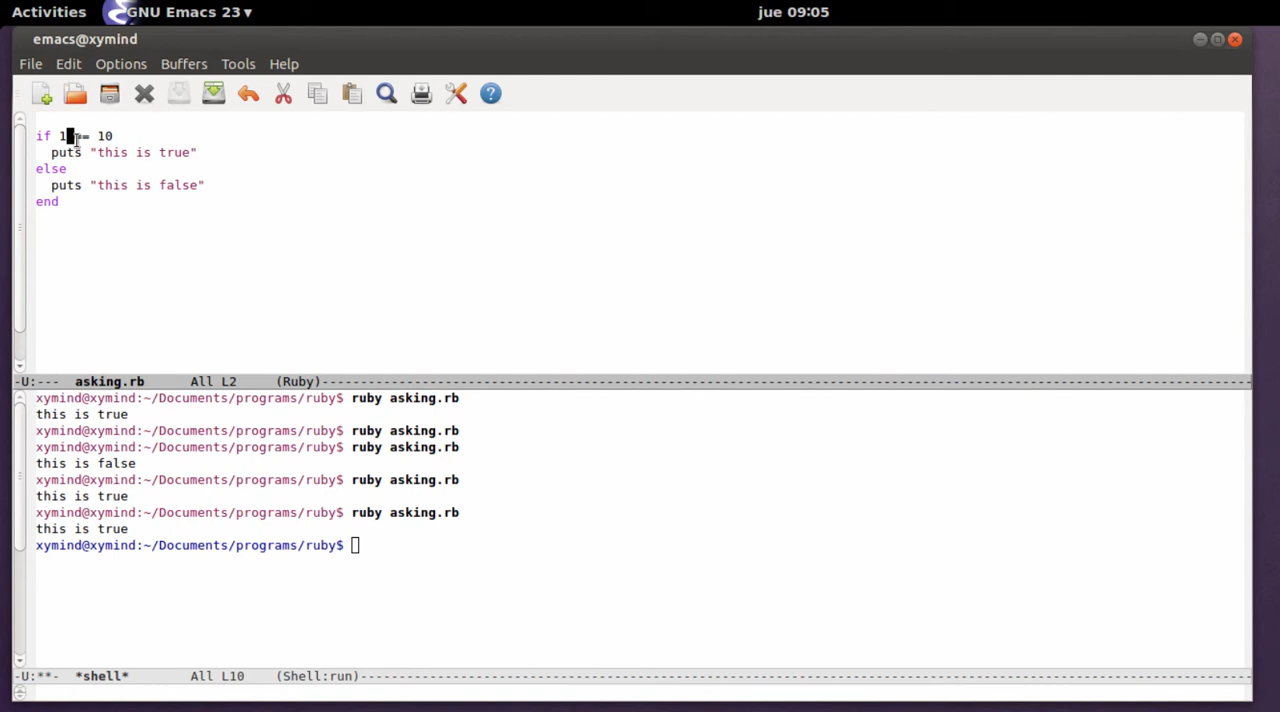 Activities GNU Emacs 23 jue 09:05
emacs@xymind
File Edit Options Buffers Tools Help
if 1 10
puts "this is true"
else
puts "this is false"
end
-U:--- asking.rb All L2 (Ruby)
xymind@xymind:~/Documents/programs/ruby$ ruby asking.rb
this is true
xymind@xymind:~/Documents/programs/ruby$ ruby asking.rb
xymind@xymind:~/Documents/programs/ruby$ ruby asking.rb
this is false
xymind@xymind:~/Documents/programs/ruby$ ruby asking.rb
this is true
xymind@xymind:~/Documents/programs/ruby$ ruby asking.rb
this is true
xymind@xymind:~/Documents/programs/ruby$
-U:**- *shell* All L10 (Shell:run)